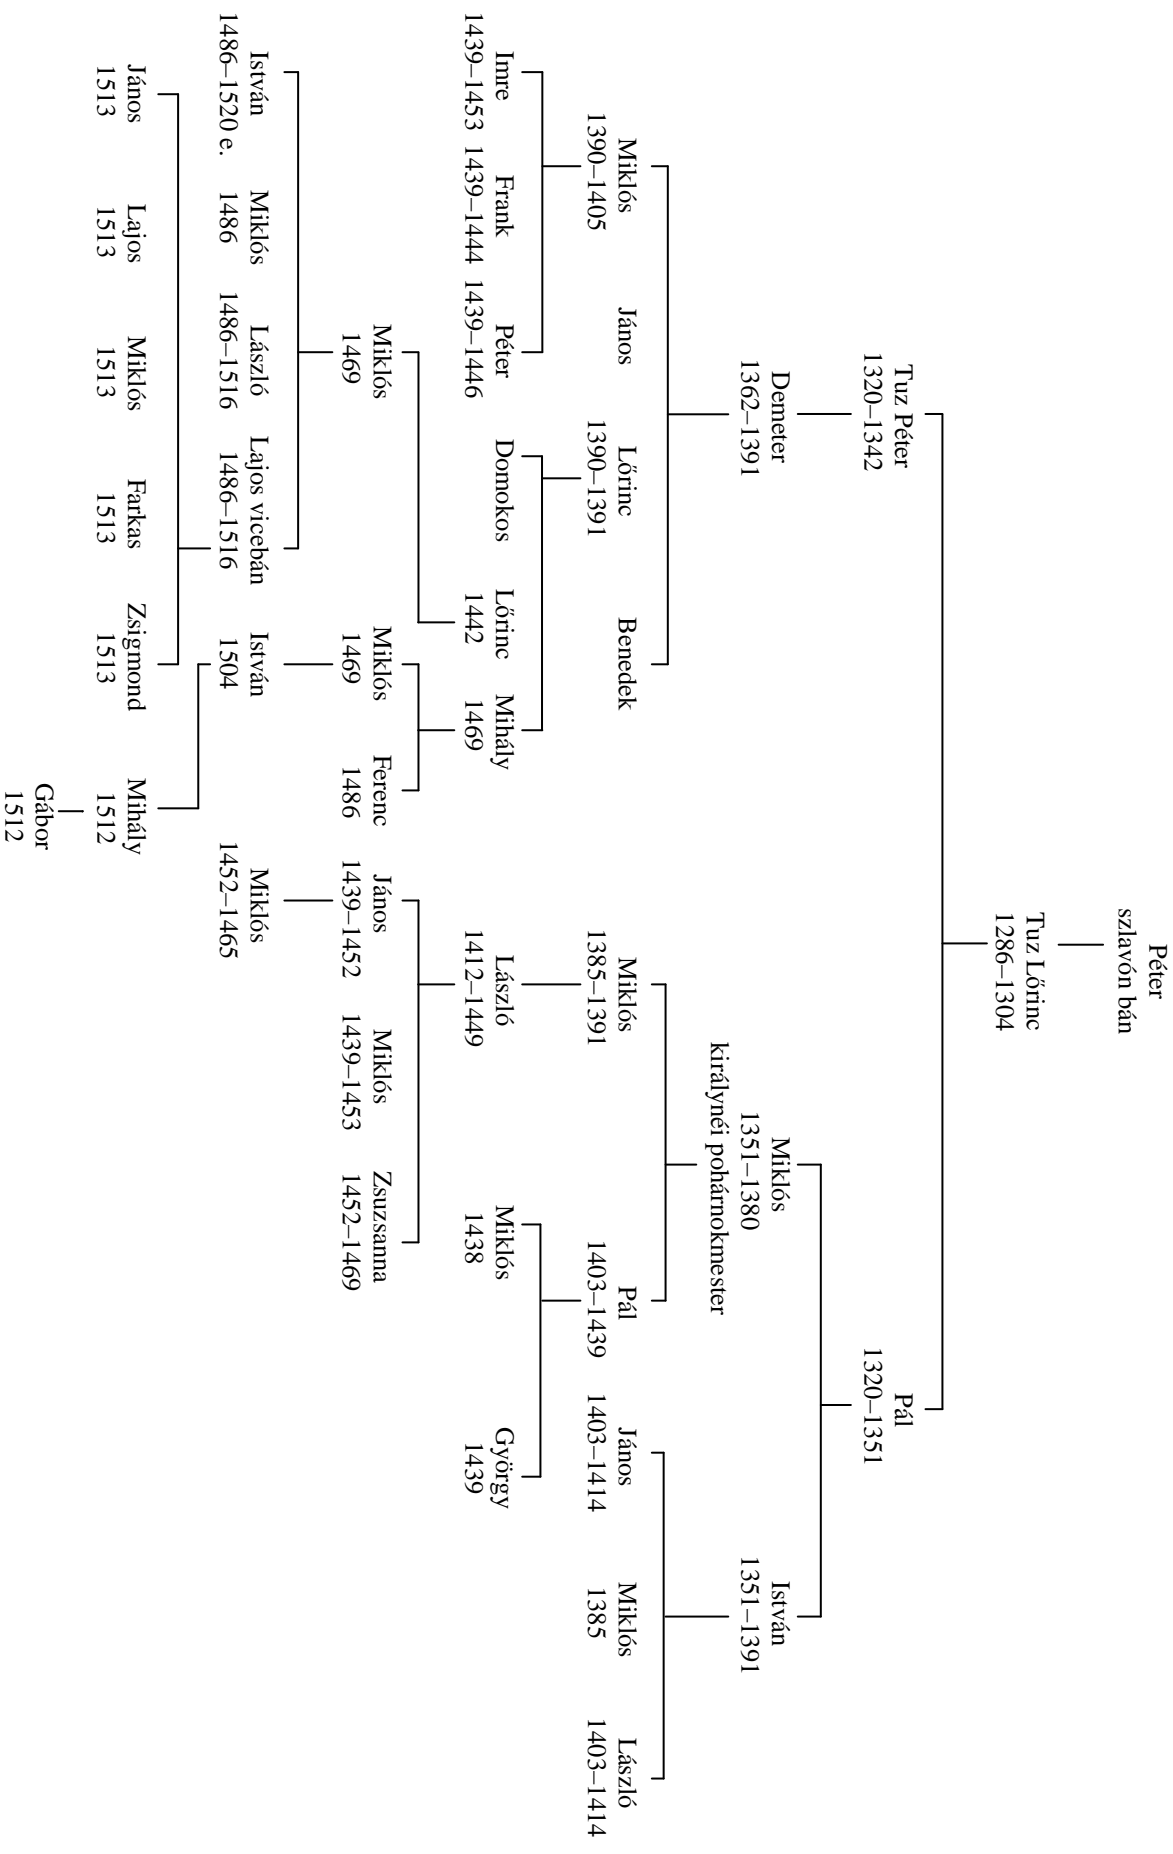 Péter
szlavón bán
Tuz Lőrinc
1286–1304
Tuz Péter
1320–1342
Pál
1320–1351
Demeter
1362–1391
Miklós
1351–1380
királynéi pohárnokmester
István
1351–1391
Miklós
1390–1405
János
Lőrinc
1390–1391
Benedek
Miklós
1385–1391
Pál
1403–1439
János
1403–1414
Miklós
1385
László
1403–1414
Imre
1439–1453
Frank
1439–1444
Péter
1439–1446
Domokos
Lőrinc
1442
Mihály
1469
László
1412–1449
Miklós
1438
György
1439
Miklós
1469
Miklós
1469
Ferenc
1486
János
1439–1452
Miklós
1439–1453
Zsuzsanna
1452–1469
István
1486–1520 e.
Miklós
1486
László
1486–1516
Lajos vicebán
1486–1516
István
1504
Miklós
1452–1465
János
1513
Lajos
1513
Miklós
1513
Farkas
1513
Zsigmond
1513
Mihály
1512
Gábor
1512